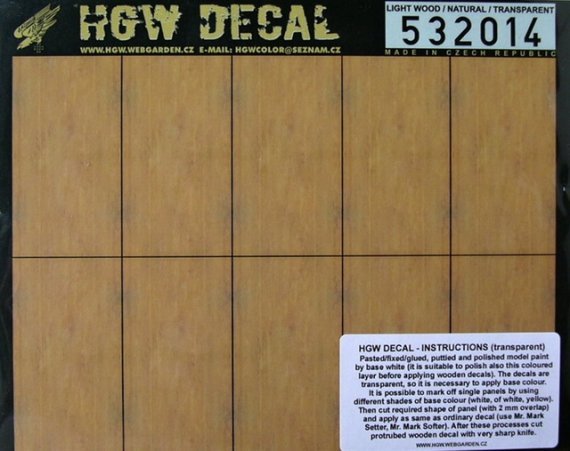 HGW DECAL
WWW.HGW.WEBGARDEN.CZ E-MAIL: HGWCOLOR@SEZNAM.CZ
LIGHT WOOD / NATURAL / TRANSPARENT
532014
MADE IN CZECH REPUBLIC
HGW DECAL - INSTRUCTIONS (transparent)
Pasted/fixed/glued, puttied and polished model paint
by base white (it is suitable to polish also this coloured
layer before applying wooden decals). The decals are
transparent, so it is necessary to apply base colour.
It is possible to mark off single panels by using
different shades of base colour (white, of white, yellow).
Then cut required shape of panel (with 2 mm overlap)
and apply as same as ordinary decal (use Mr. Mark
Setter, Mr. Mark Softer). After these processes cut
protrubed wooden decal with very sharp knife.
WWW.HGW.WEBGARDEN.CZ